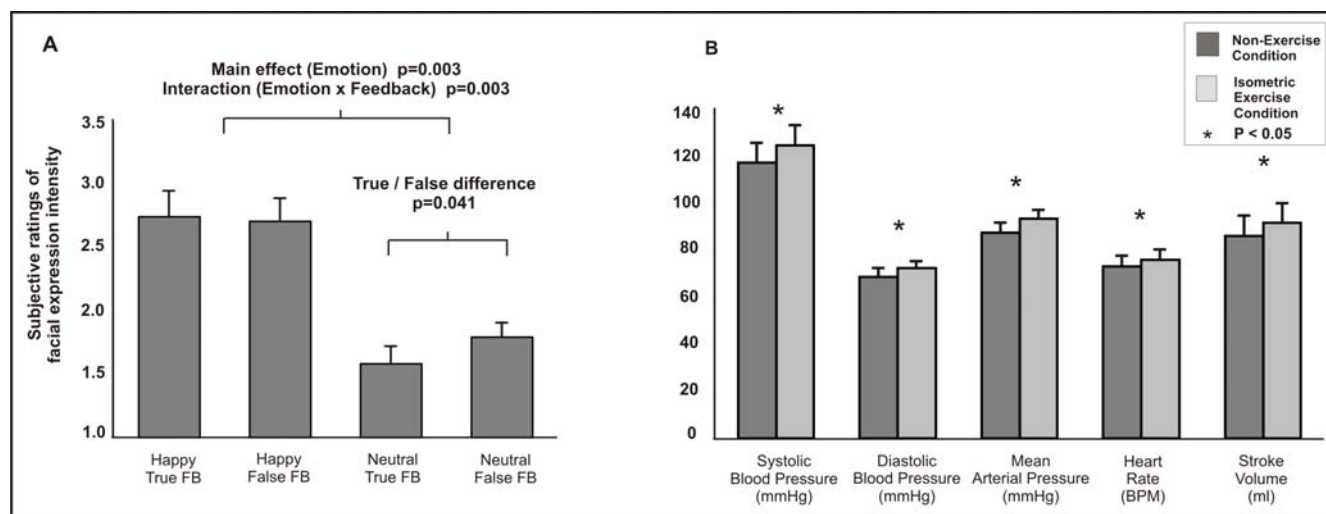 A
Main effect (Emotion) p=0.003
Interaction (Emotion x Feedback) p=0.003
True / False difference
p=0.041
Subjective ratings of
facial expression intensity
3.5
3.0
2.5
2.0
1.5
1.0
Happy
True FB
Happy
False FB
Neutral
True FB
Neutral
False FB
B
Non-Exercise
Condition
Isometric
Exercise
Condition
* P < 0.05
140
120
100
80
60
40
20
0
*
*
*
*
*
Systolic
Blood Pressure
(mmHg)
Diastolic
Blood Pressure
(mmHg)
Mean
Arterial Pressure
(mmHg)
Heart
Rate
(BPM)
Stroke
Volume
(ml)